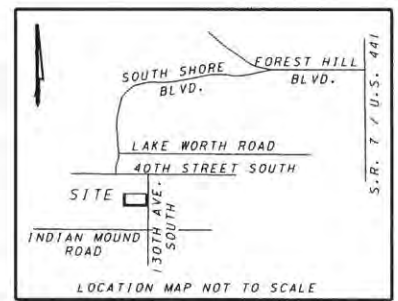 FOREST HILL
BLVD.
SOUTH SHORE
BLVD.
S.R. 7 / U.S. 441
LAKE WORTH ROAD
40TH STREET SOUTH
SITE
130TH AVE.
SOUTH
INDIAN MOUND
ROAD
LOCATION MAP NOT TO SCALE